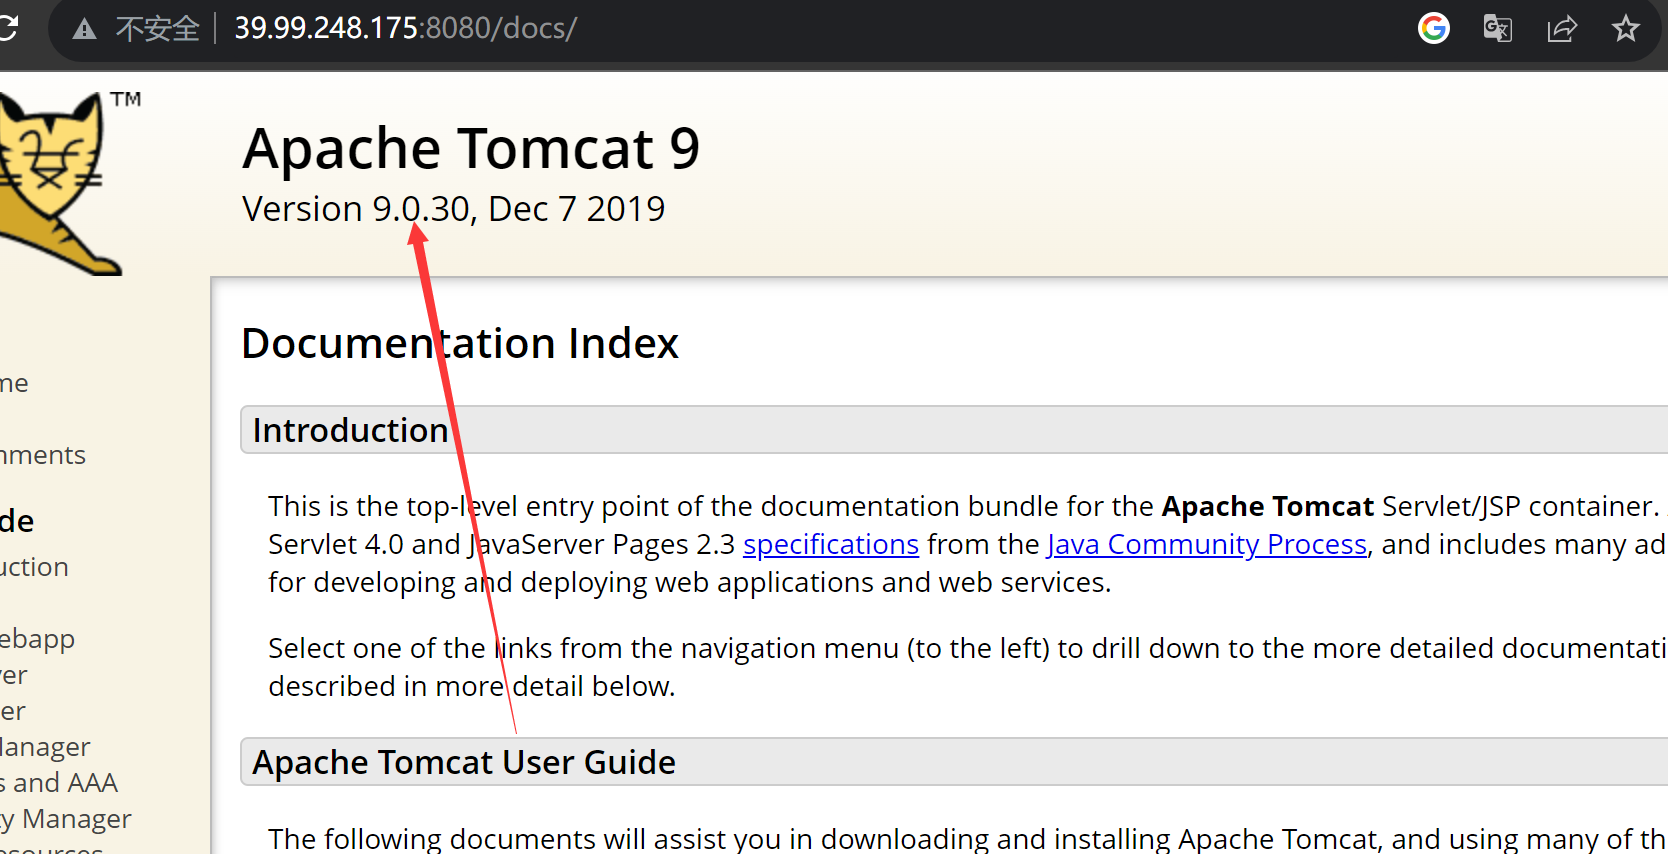 不安全 39.99.248.175:8080/docs/
TM
Apache Tomcat 9
Version 9.0.30, Dec 7 2019
Documentation Index
me
mments
de
uction
ebapp
ver
er
Manager
s and AAA
ty Manager
esources
Introduction
This is the top-level entry point of the documentation bundle for the Apache Tomcat Servlet/JSP container.
Servlet 4.0 and JavaServer Pages 2.3 specifications from the Java Community Process, and includes many ad
for developing and deploying web applications and web services.
Select one of the links from the navigation menu (to the left) to drill down to the more detailed documentati
described in more detail below.
Apache Tomcat User Guide
The following documents will assist you in downloading and installing Apache Tomcat, and using many of th